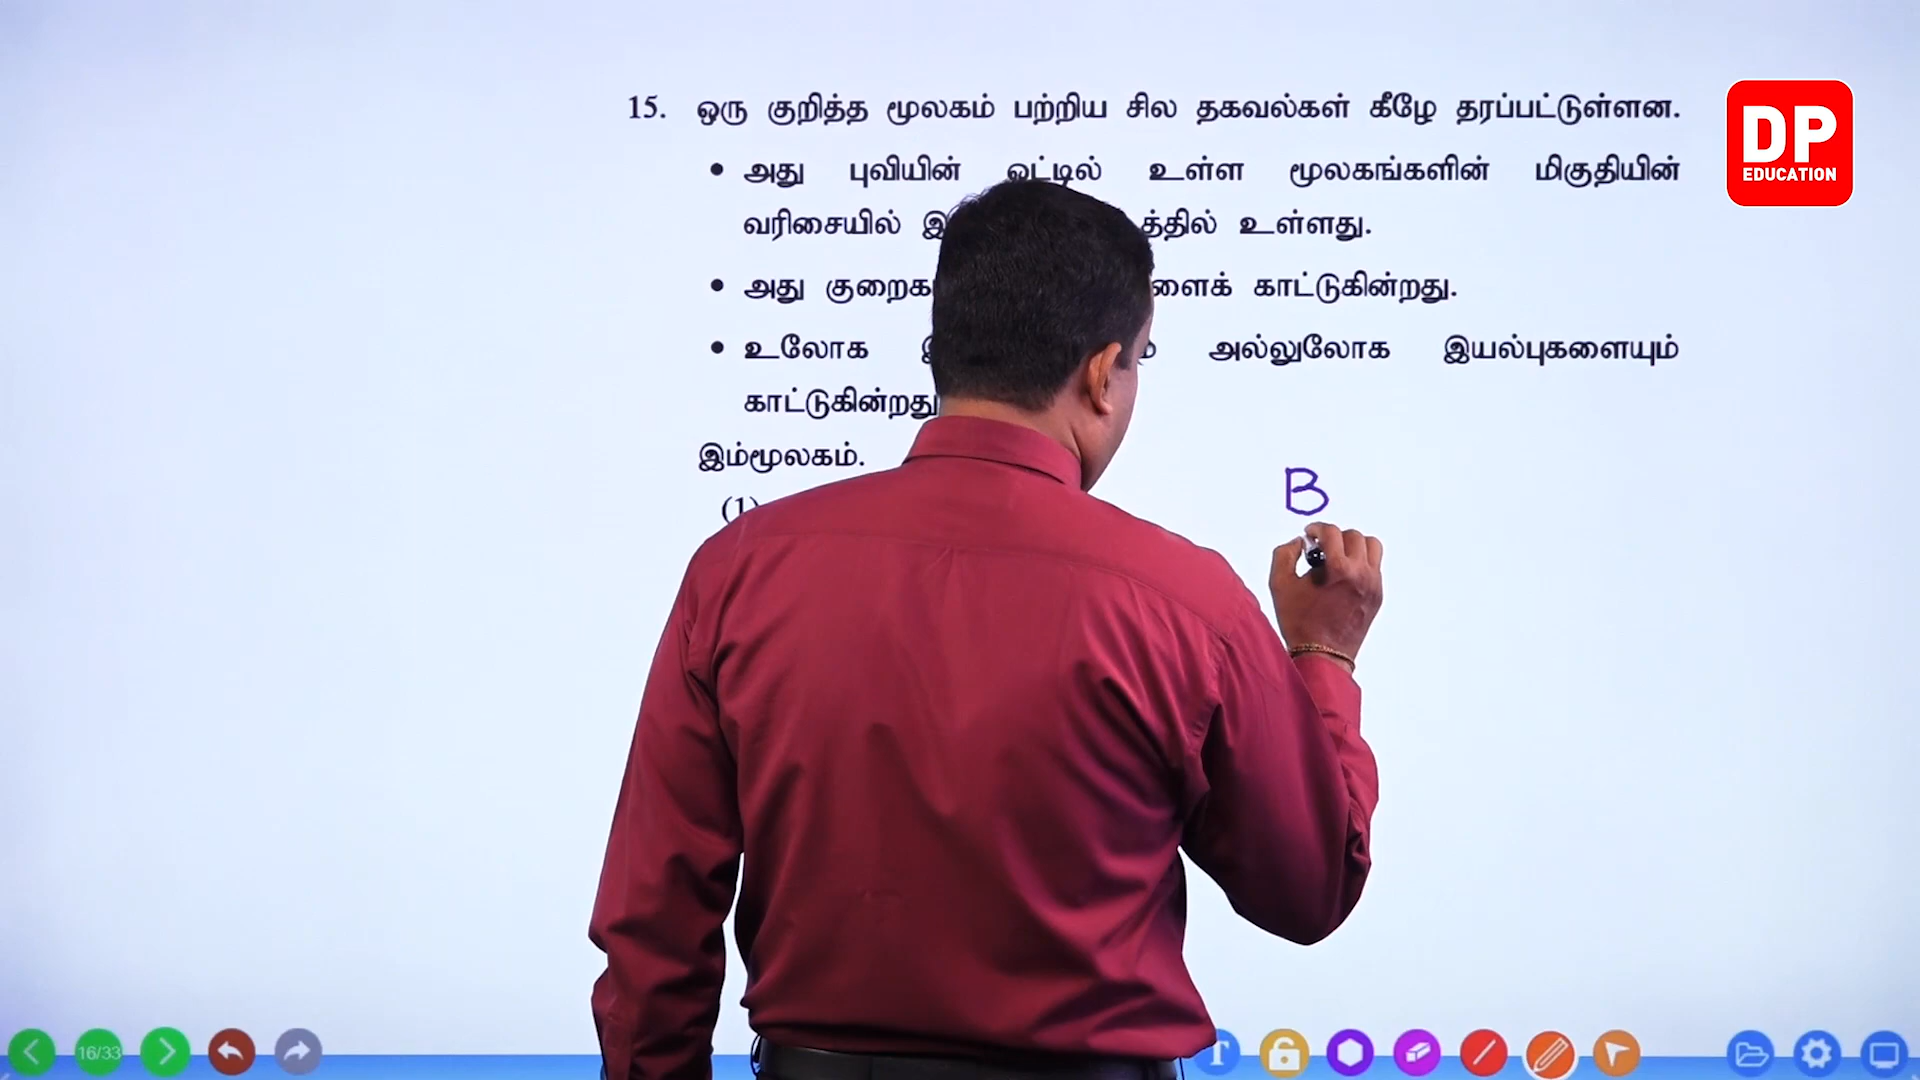 15. ஒரு குறித்த மூலகம் பற்றிய சில தகவல்கள் கீழே தரப்பட்டுள்ளன.
DP
EDUCATION
• அது புவியின் ஓட்டில் உள்ள மூலகங்களின் மிகுதியின்
வரிசையில் உள்ளது.
• அது காட்டுகின்றது.
• உலோக அல்லுலோக இயல்புகளையும்
காட்டுகின்றது
இம்மூலகம்.
(1)
B
16/33
T